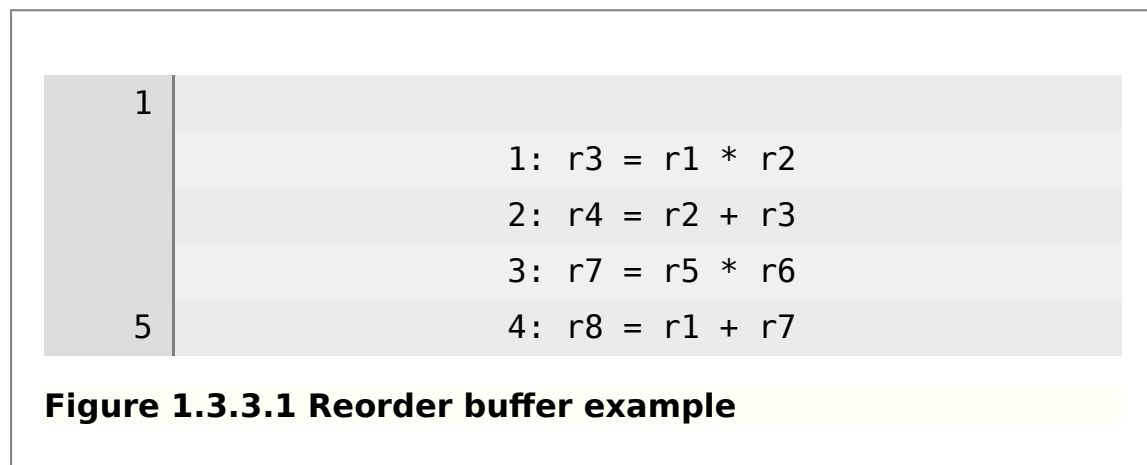 1
1: r3 = r1 * r2
2: r4 = r2 + r3
3: r7 = r5 * r6
5 4: r8 = r1 + r7
Figure 1.3.3.1 Reorder buffer example